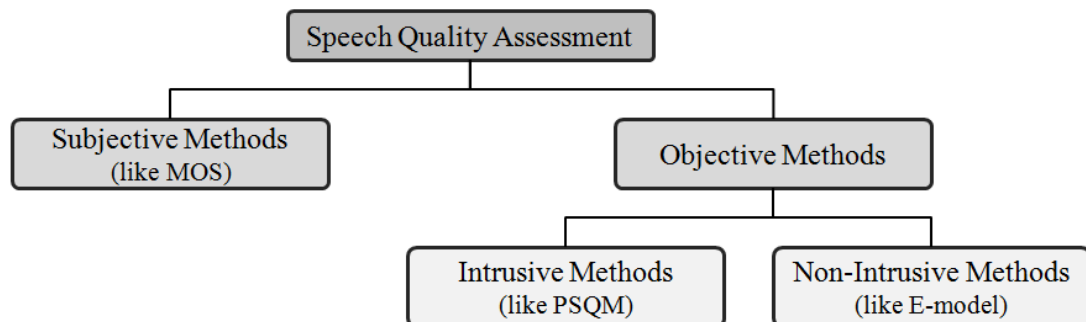 Speech Quality Assessment
Subjective Methods
(like MOS)
Objective Methods
Intrusive Methods
(like PSQM)
Non-Intrusive Methods
(like E-model)